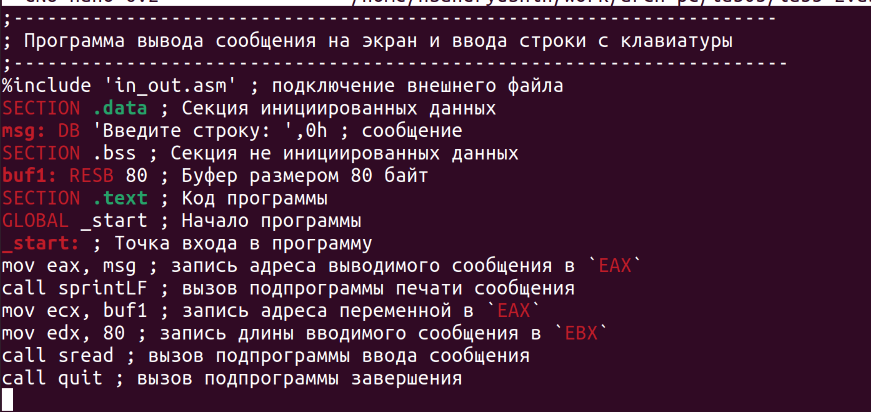 ;--------------------------------------------------------------------
; Программа вывода сообщения на экран и ввода строки с клавиатуры
;---------------------------------------------------------------------
%include 'in_out.asm' ; подключение внешнего файла
SECTION .data ; Секция инициированных данных
msg: DB 'Введите строку: ',0h ; сообщение
SECTION .bss ; Секция не инициированных данных
buf1: RESB 80 ; Буфер размером 80 байт
SECTION .text ; Код программы
GLOBAL _start ; Начало программы
_start: ; Точка входа в программу
mov eax, msg ; запись адреса выводимого сообщения в `EAX`
call sprintLF ; вызов подпрограммы печати сообщения
mov ecx, buf1 ; запись адреса переменной в `EAX`
mov edx, 80 ; запись длины вводимого сообщения в `EBX`
call sread ; вызов подпрограммы ввода сообщения
call quit ; вызов подпрограммы завершения